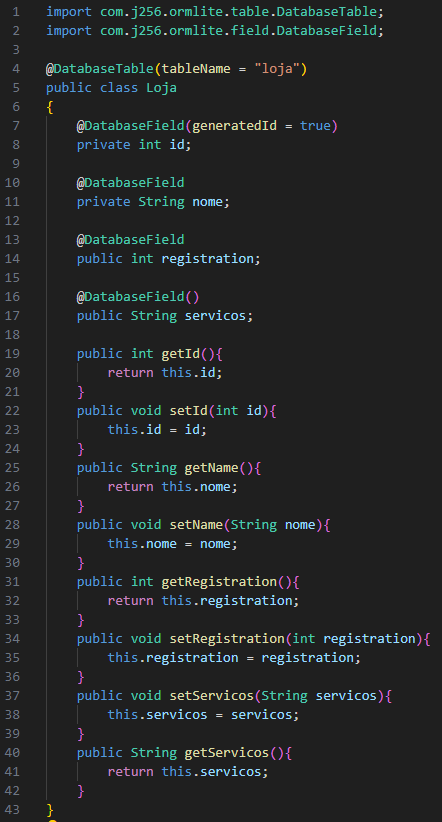 1 import com.j256.ormlite.table.DatabaseTable;
2 import com.j256.ormlite.field.DatabaseField;
3
4 @DatabaseTable(tableName = "loja")
5 public class Loja
6 {
7 @DatabaseField(generatedId = true)
8 private int id;
9
10 @DatabaseField
11 private String nome;
12
13 @DatabaseField
14 public int registration;
15
16 @DatabaseField()
17 public String servicos;
18
19 public int getId(){
20 return this.id;
21 }
22 public void setId(int id){
23 this.id = id;
24 }
25 public String getName(){
26 return this.nome;
27 }
28 public void setName(String nome){
29 this.nome = nome;
30 }
31 public int getRegistration(){
32 return this.registration;
33 }
34 public void setRegistration(int registration){
35 this.registration = registration;
36 }
37 public void setServicos(String servicos){
38 this.servicos = servicos;
39 }
40 public String getServicos(){
41 return this.servicos;
42 }
43 }